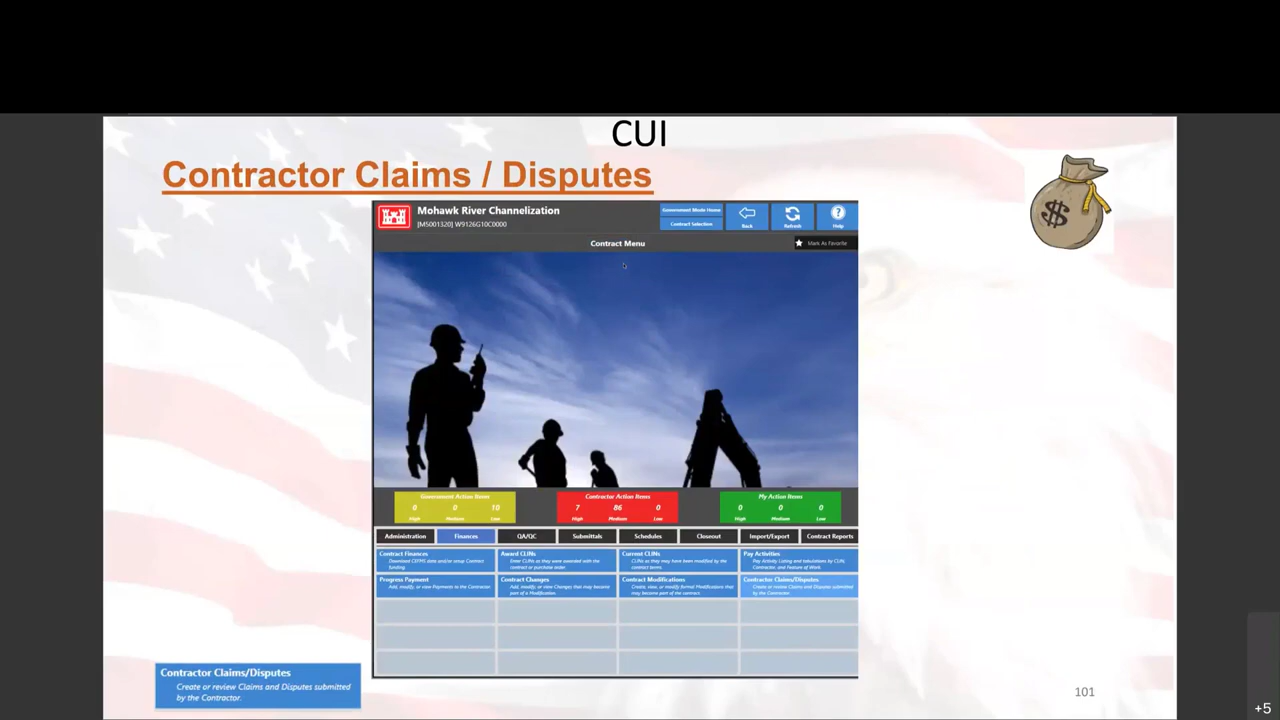 CUI
Contractor Claims / Disputes
$
Mohawk River Channelization
[M5001320] W9126G10C0000
Government Mode Home
Contract Selection
Back
Refresh
?
Help
Contract Menu
Mark As Favorite
Government Action Items
0 0 10
High Medium Low
Contractor Action Items
7 86 0
High Medium Low
My Action Items
0 0 0
High Medium Low
Administration Finances QA/QC Submittals Schedules Closeout Import/Export Contract Reports
Contract Finances
Download CEFMS data and/or setup Contract
funding.
Award CLINs
Enter CLINs as they were awarded with the
contract or purchase order.
Current CLINs
CLINs as they may have been modified by the
contract terms.
Pay Activities
Pay Activity Listing and tabulations by CLIN,
Contractor, and Feature of Work.
Progress Payment
Add, modify, or view Payments to the Contractor.
Contract Changes
Add, modify, or view Changes that may become
part of a Modification.
Contract Modifications
Create, view, or modify formal Modifications that
may become part of the contract.
Contractor Claims/Disputes
Create or review Claims and Disputes submitted
by the Contractor.
Contractor Claims/Disputes
Create or review Claims and Disputes submitted
by the Contractor.
101
+5